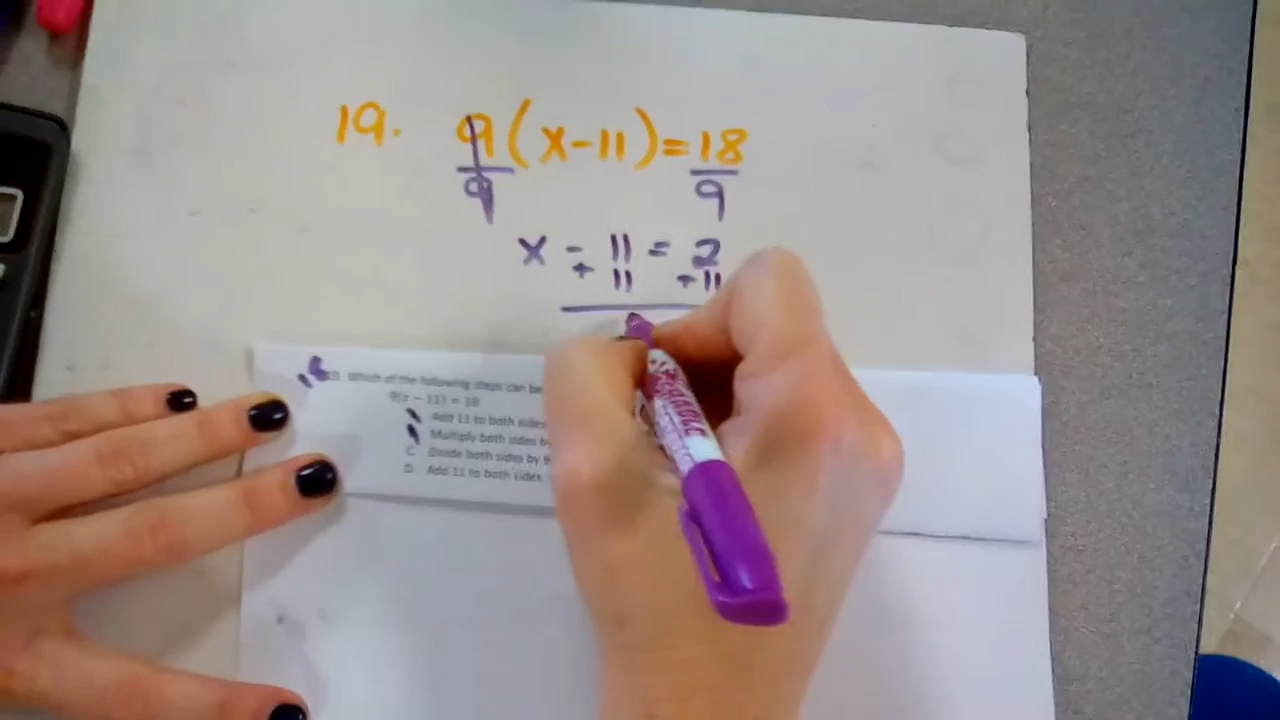 19. 9(x-11)=18
9 9
x - 11 = 2
+ 11 +11
Which of the following steps can be
9(x − 11) = 18
Add 11 to both sides
Multiply both sides by
C. Divide both sides by
D. Add 11 to both sides.